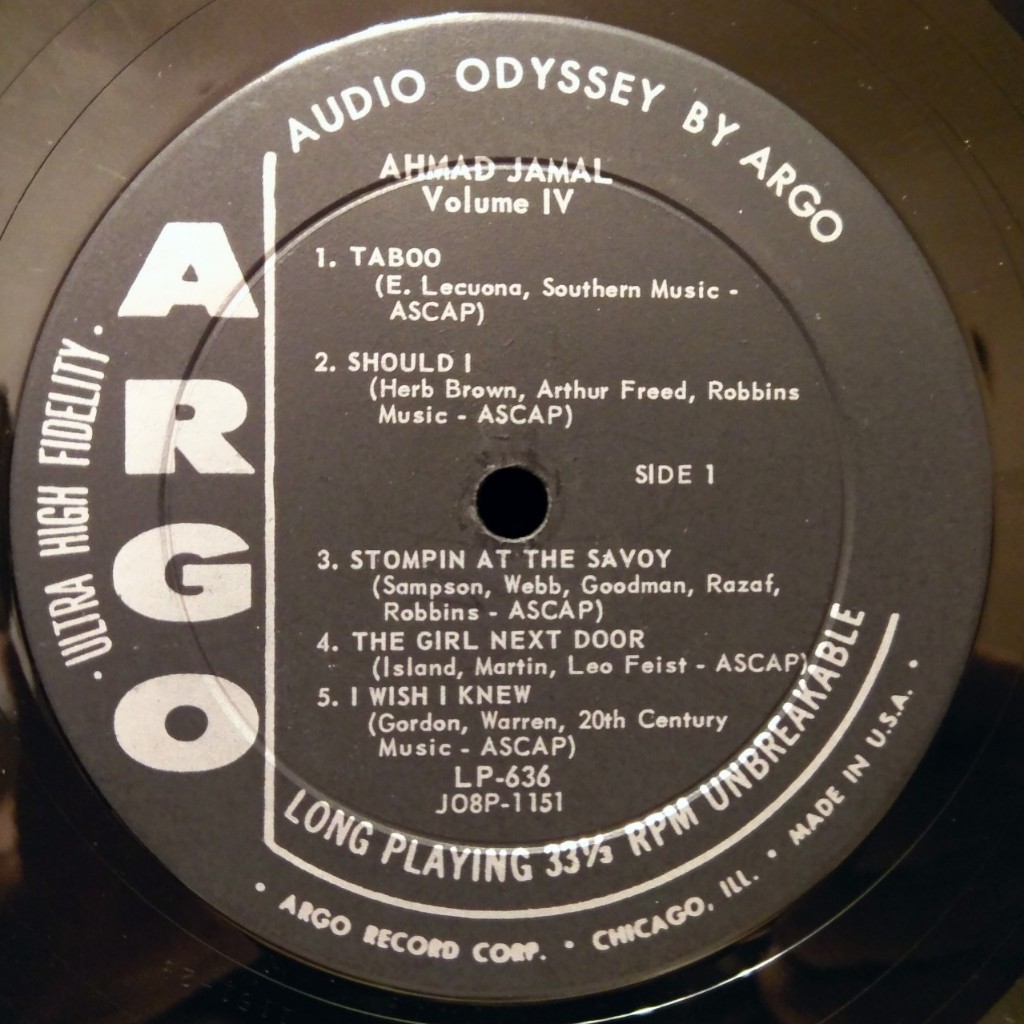 AUDIO ODYSSEY BY ARGO
AHMAD JAMAL
Volume IV
ARGO
· ULTRA HIGH FIDELITY ·
1. TABOO
(E. Lecuona, Southern Music -
ASCAP)
2. SHOULD I
(Herb Brown, Arthur Freed, Robbins
Music - ASCAP)
SIDE 1
3. STOMPIN AT THE SAVOY
(Sampson, Webb, Goodman, Razaf,
Robbins - ASCAP)
4. THE GIRL NEXT DOOR
(Island, Martin, Leo Feist - ASCAP)
5. I WISH I KNEW
(Gordon, Warren, 20th Century
Music - ASCAP)
LP-636
JO8P-1151
LONG PLAYING 33⅓ RPM UNBREAKABLE
· ARGO RECORD CORP. · CHICAGO, ILL. · MADE IN U.S.A. ·